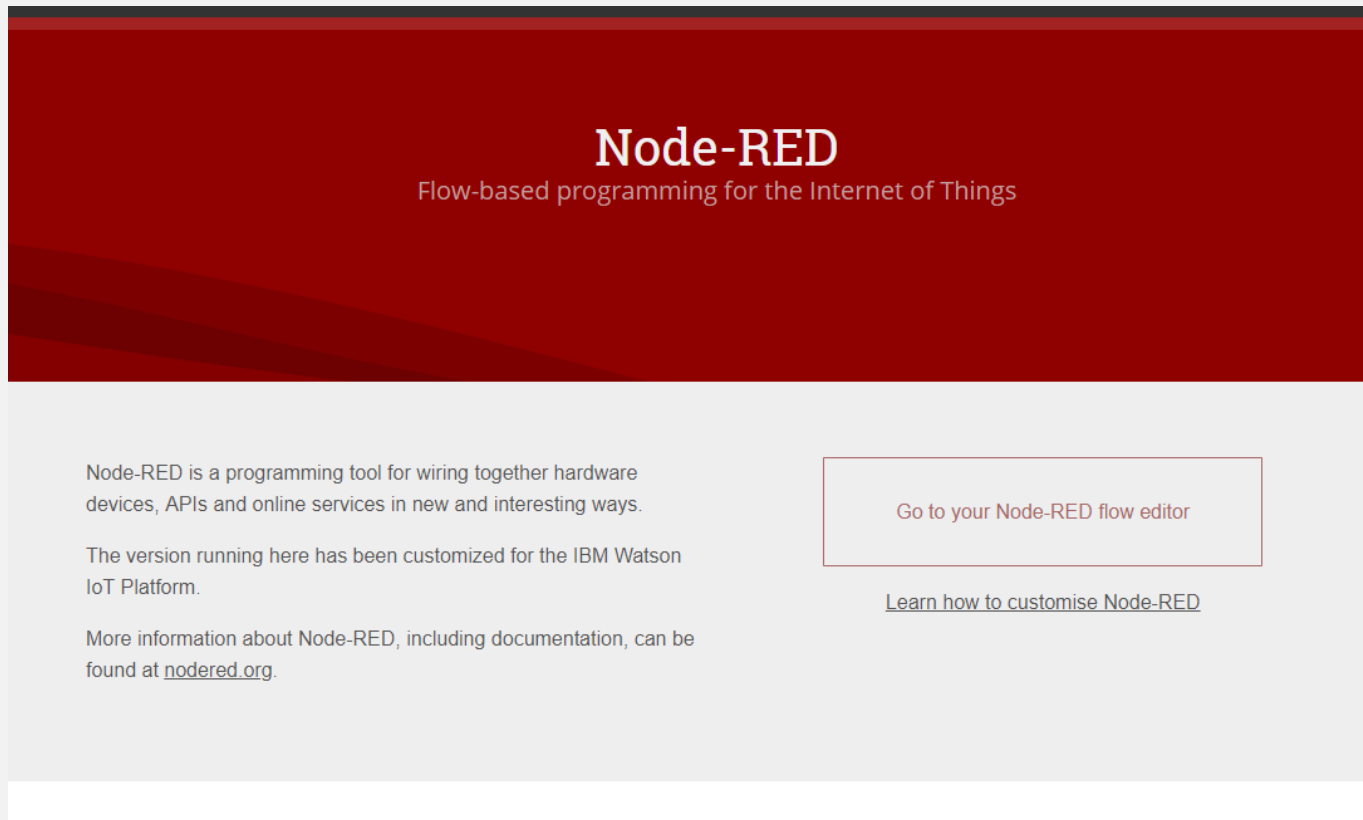 Node-RED
Flow-based programming for the Internet of Things
Node-RED is a programming tool for wiring together hardware
devices, APIs and online services in new and interesting ways.
The version running here has been customized for the IBM Watson
IoT Platform.
More information about Node-RED, including documentation, can be
found at nodered.org.
Go to your Node-RED flow editor
Learn how to customise Node-RED